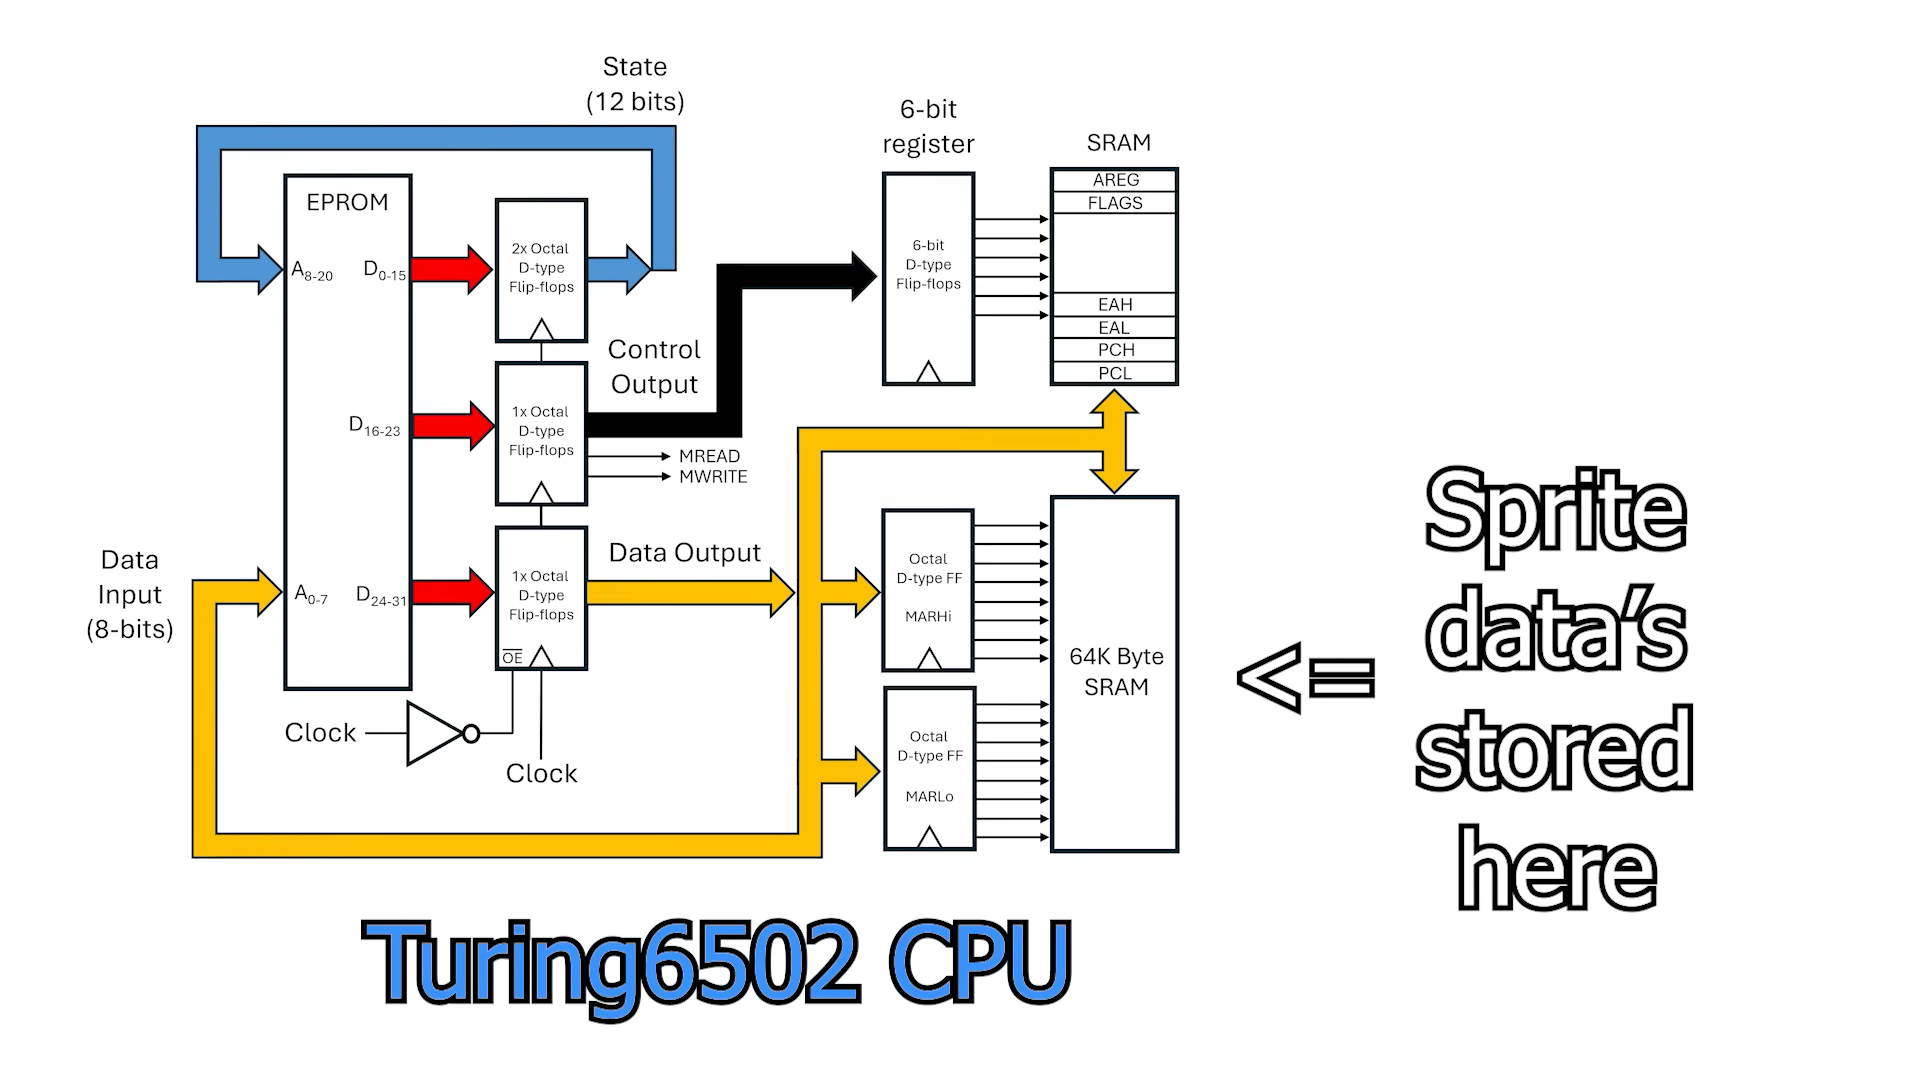 State
(12 bits)
6-bit
register
SRAM
EPROM
A8-20
D0-15
2x Octal
D-type
Flip-flops
6-bit
D-type
Flip-flops
AREG
FLAGS
EAH
EAL
PCH
PCL
Control
Output
D16-23
1x Octal
D-type
Flip-flops
MREAD
MWRITE
Data
Input
(8-bits)
A0-7
D24-31
1x Octal
D-type
Flip-flops
OE
Data Output
Octal
D-type FF
MARHi
Octal
D-type FF
MARLo
64K Byte
SRAM
Clock
Clock
<=
Sprite
data's
stored
here
Turing6502 CPU